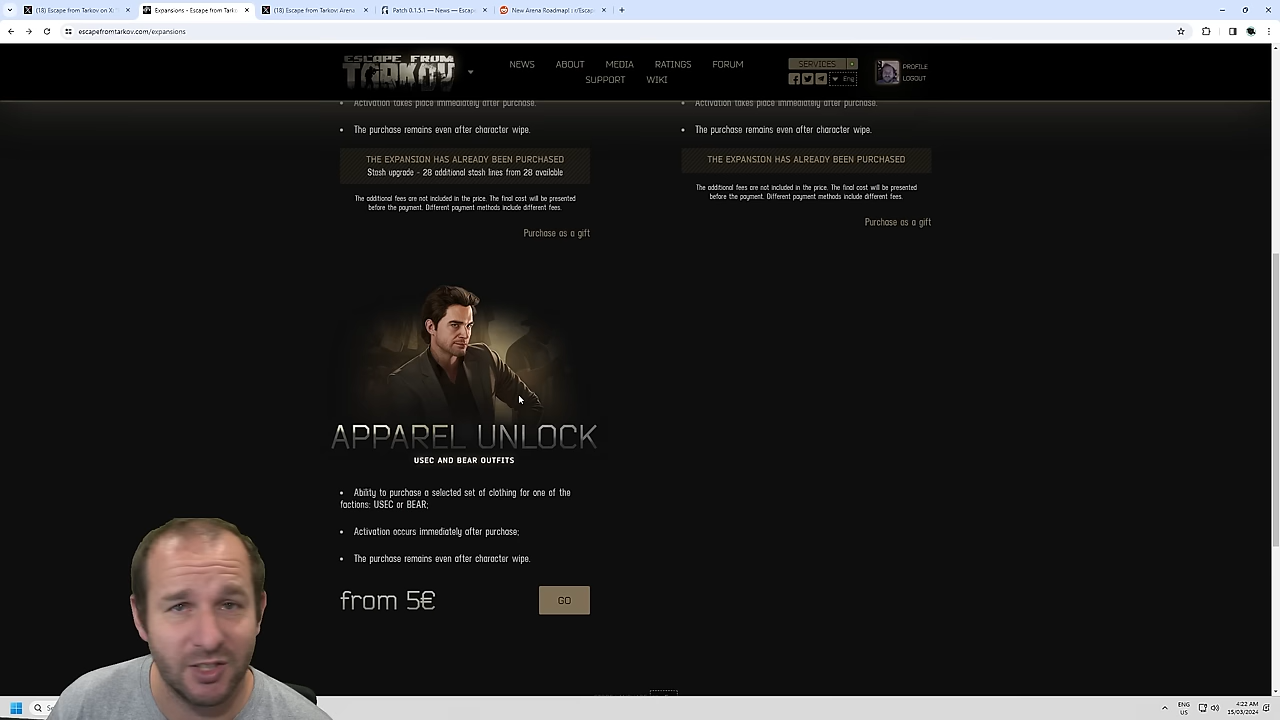 (18) Escape from Tarkov on X:
Expansions - Escape from Tark
(18) Escape from Tarkov: Arena
Patch 0.1.5.1 — News — Escap
New Arena Roadmap! : r/Escap
escapefromtarkov.com/expansions
ESCAPE FROM
TARKOV
NEWS ABOUT MEDIA RATINGS FORUM
SUPPORT WIKI
SERVICES
Eng
PROFILE
LOGOUT
Activation takes place immediately after purchase.
Activation takes place immediately after purchase.
• The purchase remains even after character wipe.
• The purchase remains even after character wipe.
THE EXPANSION HAS ALREADY BEEN PURCHASED
Stash upgrade - 28 additional stash lines from 28 available
THE EXPANSION HAS ALREADY BEEN PURCHASED
The additional fees are not included in the price. The final cost will be presented
before the payment. Different payment methods include different fees.
The additional fees are not included in the price. The final cost will be presented
before the payment. Different payment methods include different fees.
Purchase as a gift
Purchase as a gift
APPAREL UNLOCK
USEC AND BEAR OUTFITS
• Ability to purchase a selected set of clothing for one of the
factions: USEC or BEAR;
• Activation occurs immediately after purchase;
• The purchase remains even after character wipe.
from 5€
GO
ENG
US
4:22 AM
15/03/2024